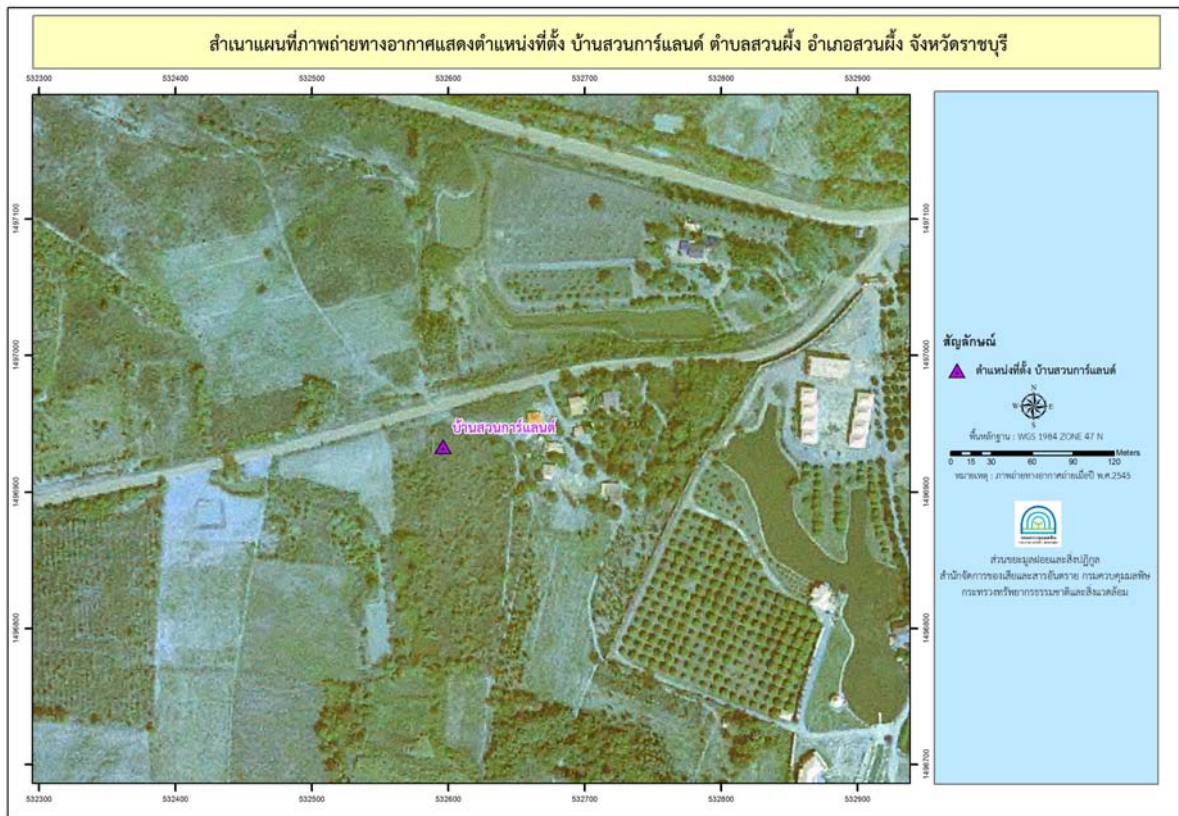 สำเนาแผนที่ภาพถ่ายทางอากาศแสดงตำแหน่งที่ตั้ง บ้านสวนการ์แลนด์ ตำบลสวนผึ้ง อำเภอสวนผึ้ง จังหวัดราชบุรี
532300 532400 532500 532600 532700 532800 532900
1497100 1497100
1497000 1497000
บ้านสวนการ์แลนด์
1496900 1496900
1496800 1496800
1496700 1496700
532300 532400 532500 532600 532700 532800 532900
สัญลักษณ์
ตำแหน่งที่ตั้ง บ้านสวนการ์แลนด์
N
W E
S
พื้นหลักฐาน : WGS 1984 ZONE 47 N
Meters
0 15 30 60 90 120
หมายเหตุ : ภาพถ่ายทางอากาศถ่ายเมื่อปี พ.ศ.2545
ส่วนขยะมูลฝอยและสิ่งปฏิกูล
สำนักจัดการของเสียและสารอันตราย กรมควบคุมมลพิษ
กระทรวงทรัพยากรธรรมชาติและสิ่งแวดล้อม